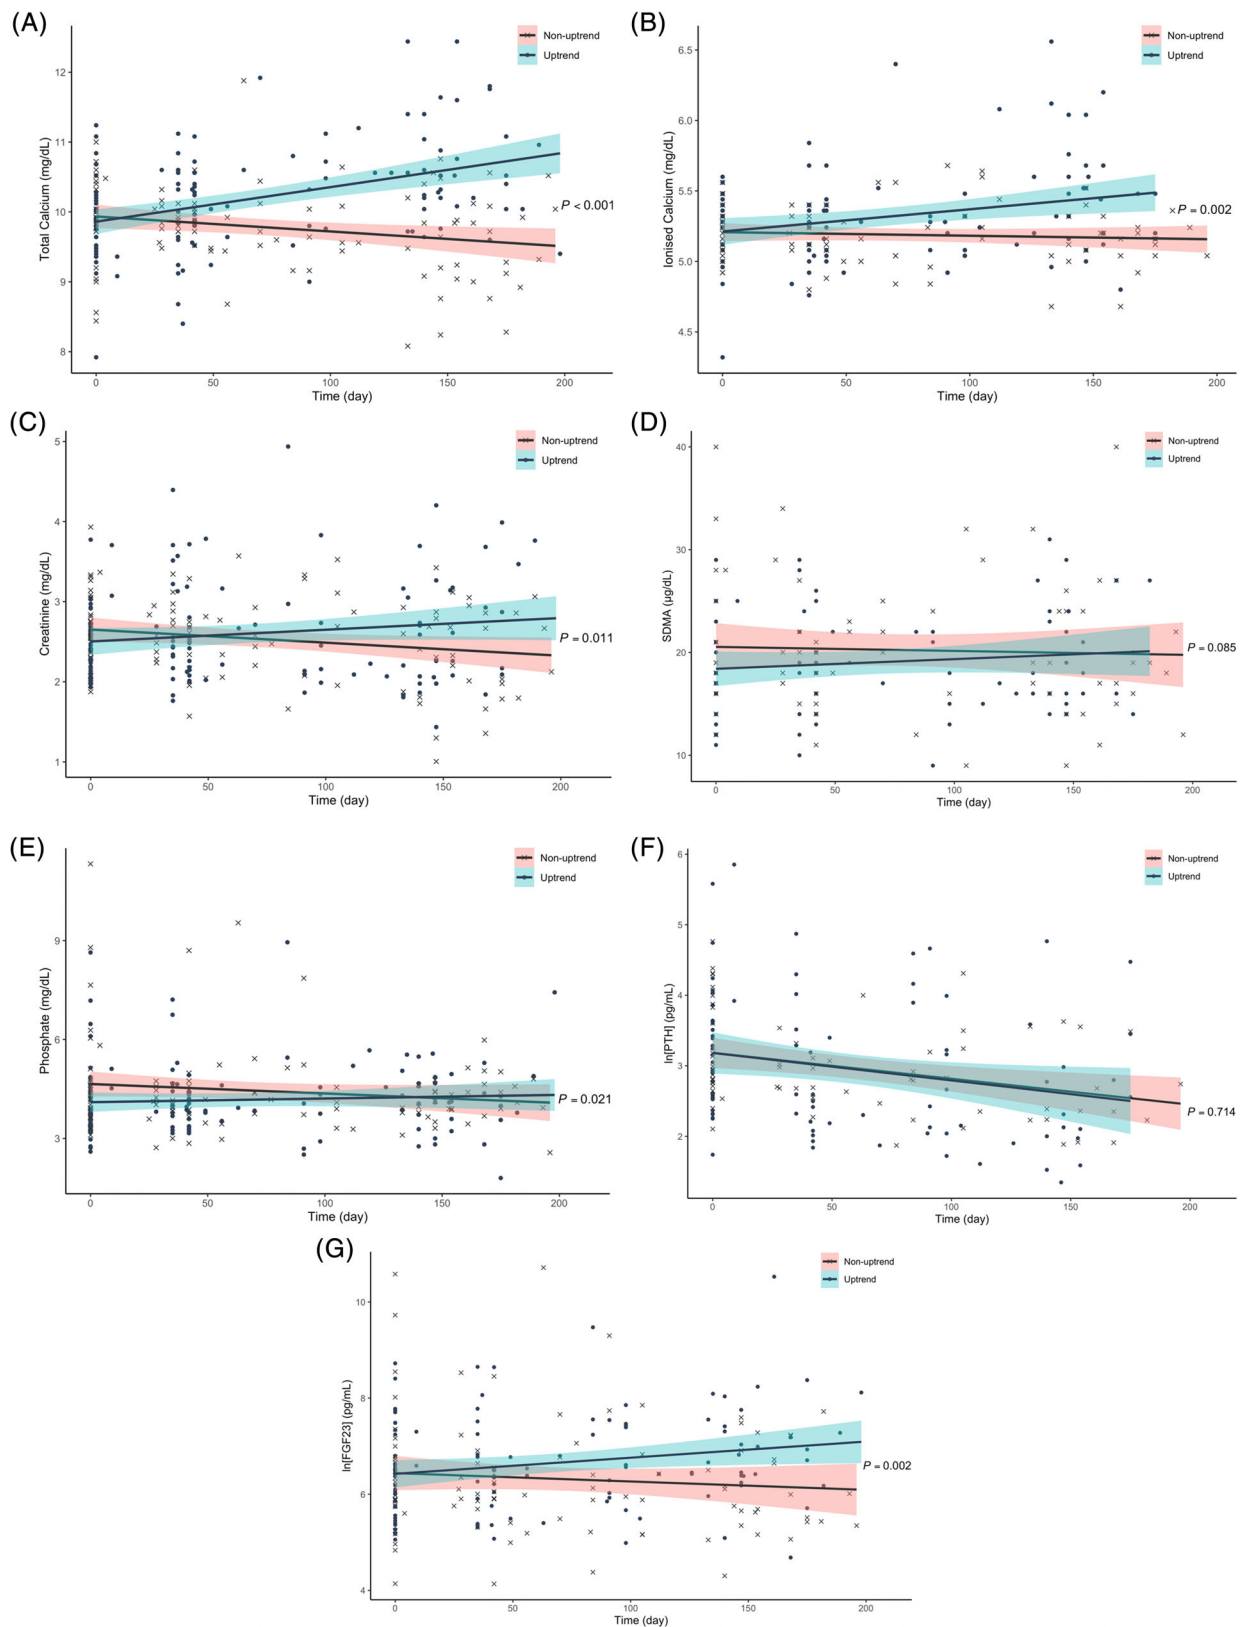 (A)
Non-uptrend
Uptrend
Total Calcium (mg/dL)
12
11
10
9
8
P < 0.001
0 50 100 150 200
Time (day)
(B)
Non-uptrend
Uptrend
Ionised Calcium (mg/dL)
6.5
6.0
5.5
5.0
4.5
P = 0.002
0 50 100 150 200
Time (day)
(C)
Non-uptrend
Uptrend
Creatinine (mg/dL)
5
4
3
2
1
P = 0.011
0 50 100 150 200
Time (day)
(D)
Non-uptrend
Uptrend
SDMA (µg/dL)
40
30
20
10
P = 0.085
0 50 100 150 200
Time (day)
(E)
Non-uptrend
Uptrend
Phosphate (mg/dL)
9
6
3
P = 0.021
0 50 100 150 200
Time (day)
(F)
Non-uptrend
Uptrend
ln[PTH] (pg/mL)
6
5
4
3
2
P = 0.714
0 50 100 150 200
Time (day)
(G)
Non-uptrend
Uptrend
ln[FGF23] (pg/mL)
10
8
6
4
P = 0.002
0 50 100 150 200
Time (day)